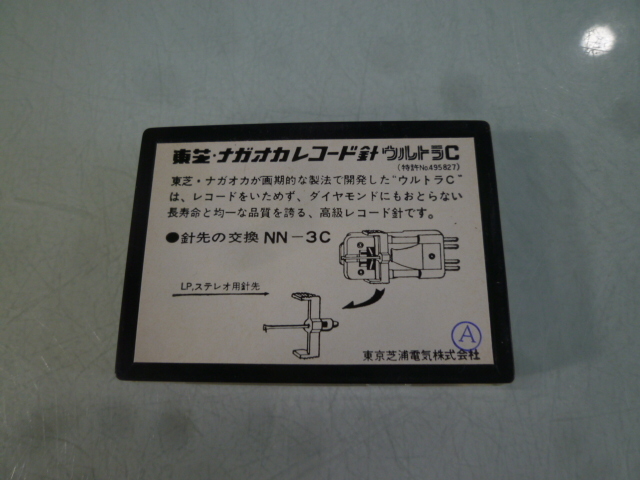 東芝・ナガオカレコード針 ウルトラC
(特許No495827)
東芝・ナガオカが画期的な製法で開発した“ウルトラC”
は、レコードをいためず、ダイヤモンドにもおとらない
長寿命と均一な品質を誇る、高級レコード針です。
●針先の交換 NN－3C
LP,ステレオ用針先
A
東京芝浦電気株式会社